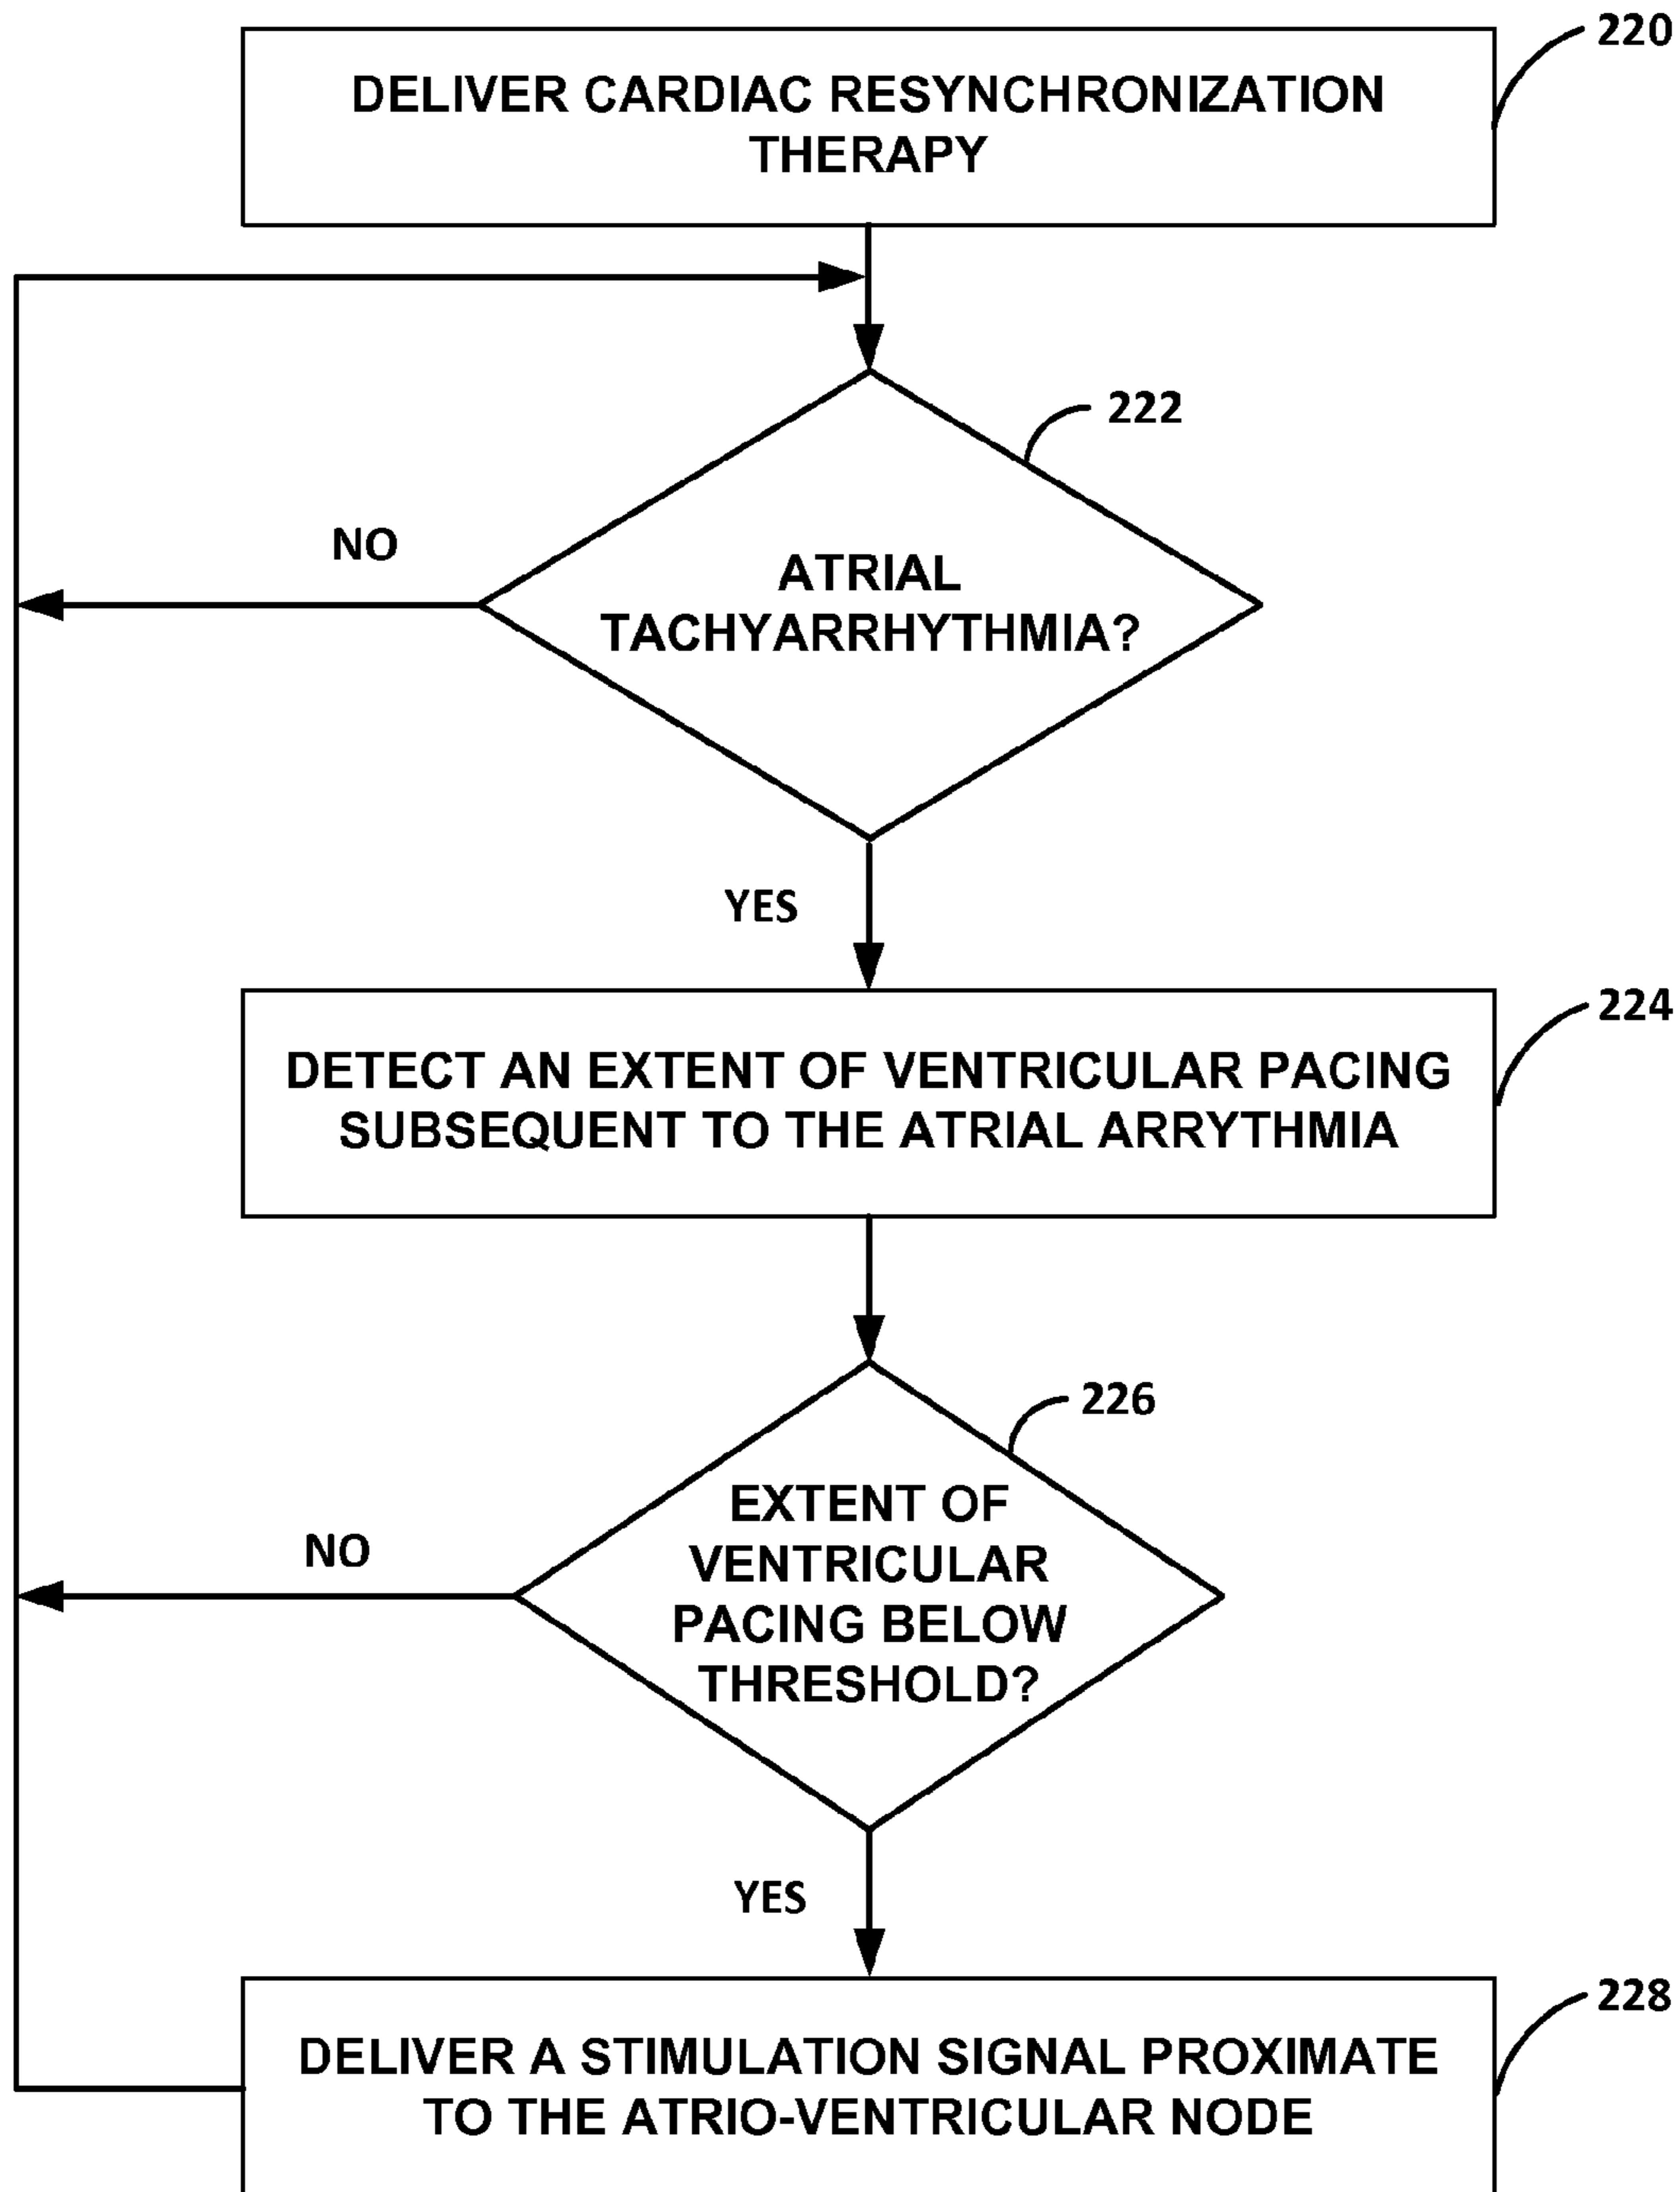 220
DELIVER CARDIAC RESYNCHRONIZATION
THERAPY
222
NO
ATRIAL
TACHYARRHYTHMIA?
YES
224
DETECT AN EXTENT OF VENTRICULAR PACING
SUBSEQUENT TO THE ATRIAL ARRYTHMIA
226
NO
EXTENT OF
VENTRICULAR
PACING BELOW
THRESHOLD?
YES
228
DELIVER A STIMULATION SIGNAL PROXIMATE
TO THE ATRIO-VENTRICULAR NODE